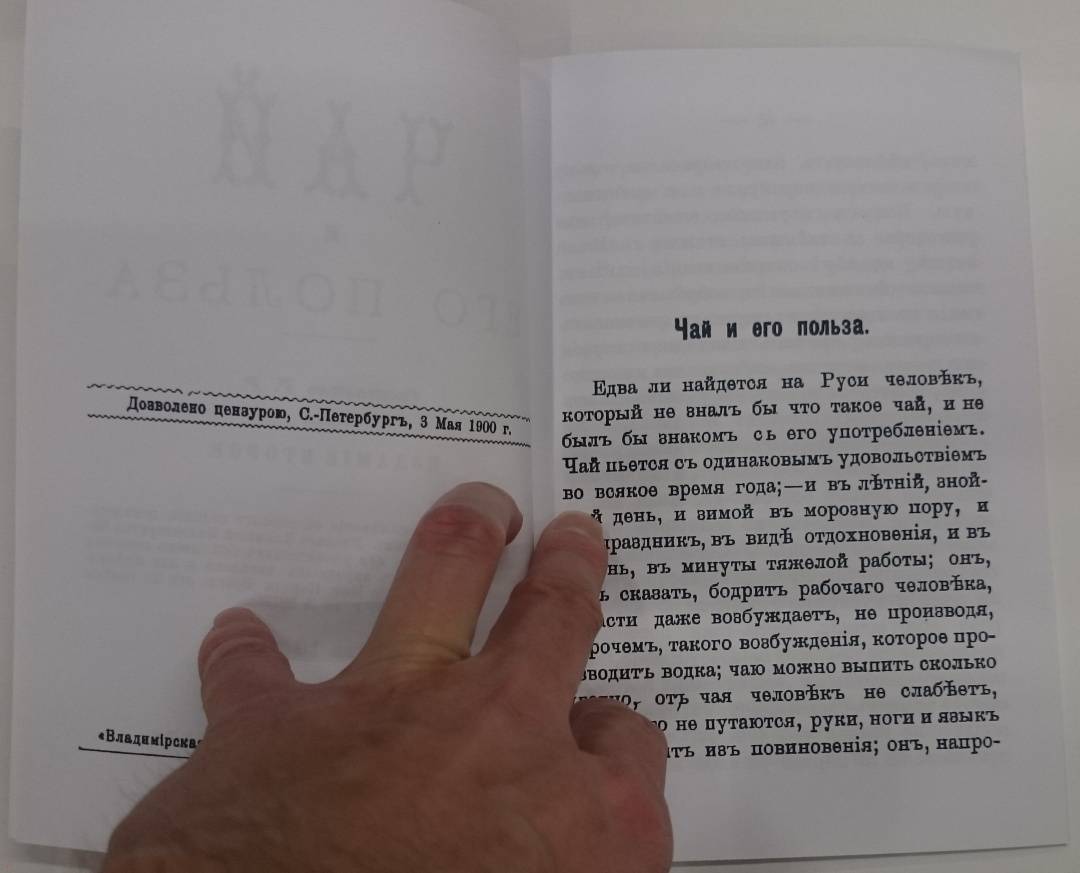 Дозволено цензурою, С.-Петербургъ, 3 Мая 1900 г.
«Владимірска
Чай и его польза.
Едва ли найдется на Руси человѣкъ,
который не зналъ бы что такое чай, и не
былъ бы знакомъ съ его употребленіемъ.
Чай пьется съ одинаковымъ удовольствіемъ
во всякое время года;—и въ лѣтній, зной-
й день, и зимой въ морозную пору, и
праздникъ, въ видѣ отдохновенія, и въ
нь, въ минуты тяжелой работы; онъ,
ъ сказать, бодритъ рабочаго человѣка,
асти даже возбуждаетъ, не производя,
рочемъ, такого возбужденія, которое про-
зводитъ водка; чаю можно выпить сколько
отъ чая человѣкъ не слабѣетъ,
о не путаются, руки, ноги и языкъ
тъ изъ повиновенія; онъ, напро-